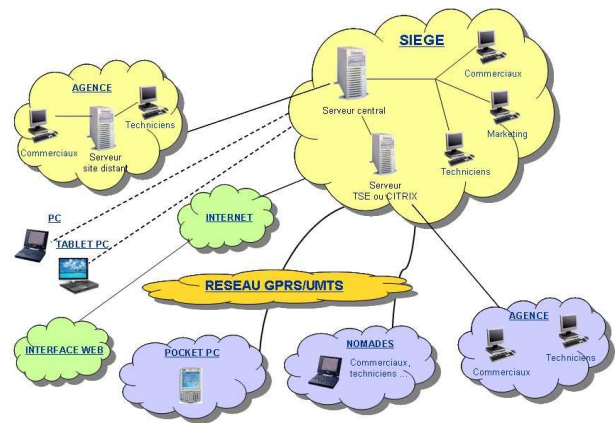 SIEGE
Commerciaux
Serveur central
Marketing
Techniciens
Serveur
TSE ou CITRIX
AGENCE
Techniciens
Commerciaux
Serveur
site distant
PC
TABLET PC
INTERNET
RESEAU GPRS/UMTS
INTERFACE WEB
POCKET PC
NOMADES
Commerciaux,
techniciens ...
AGENCE
Commerciaux
Techniciens